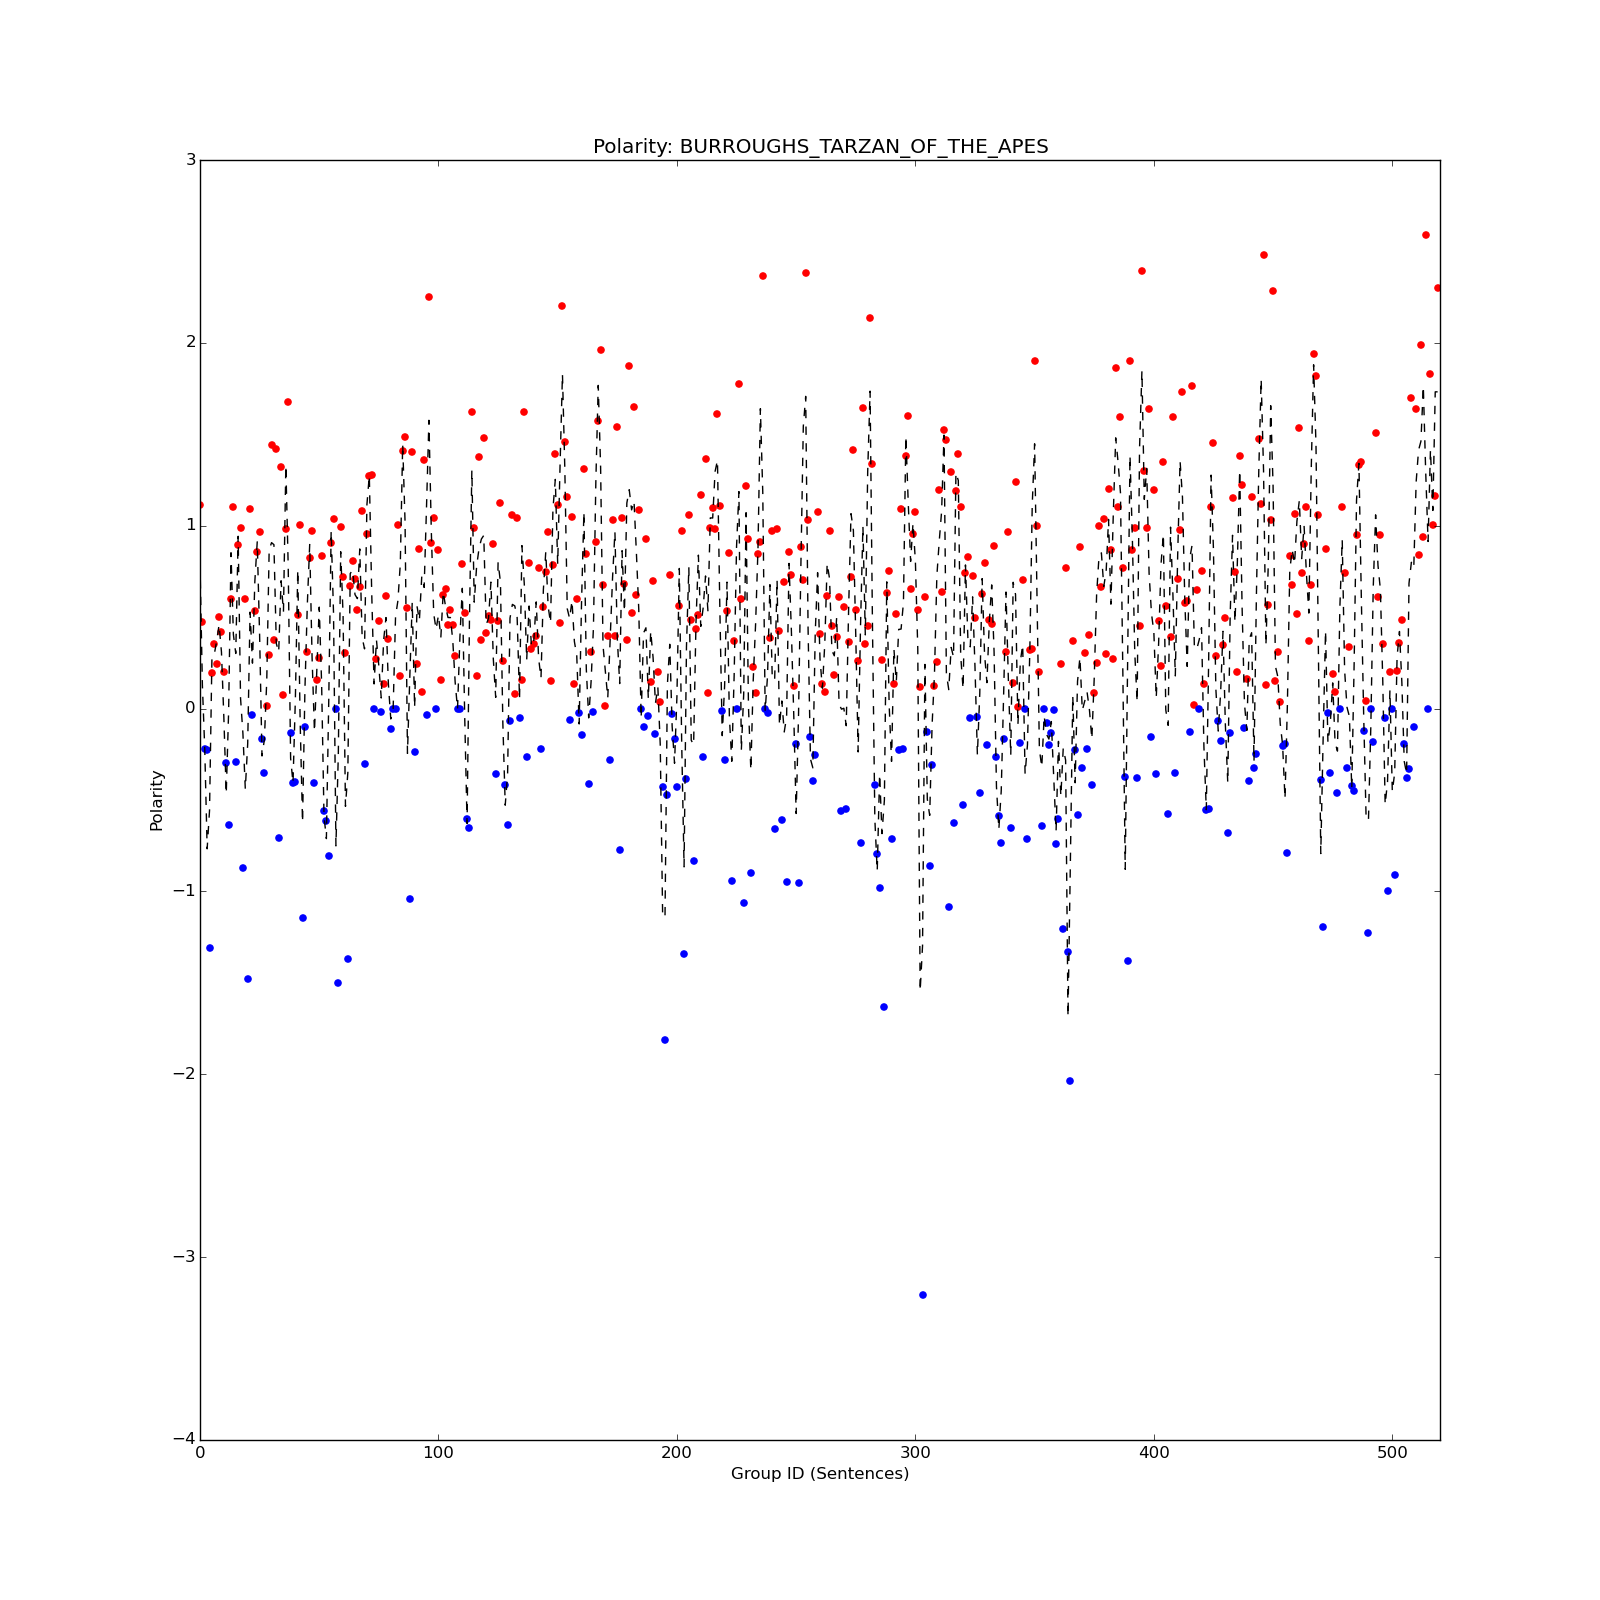 Polarity: BURROUGHS_TARZAN_OF_THE_APES
3
2
1
0
−1
−2
−3
−4
Polarity
0 100 200 300 400 500
Group ID (Sentences)